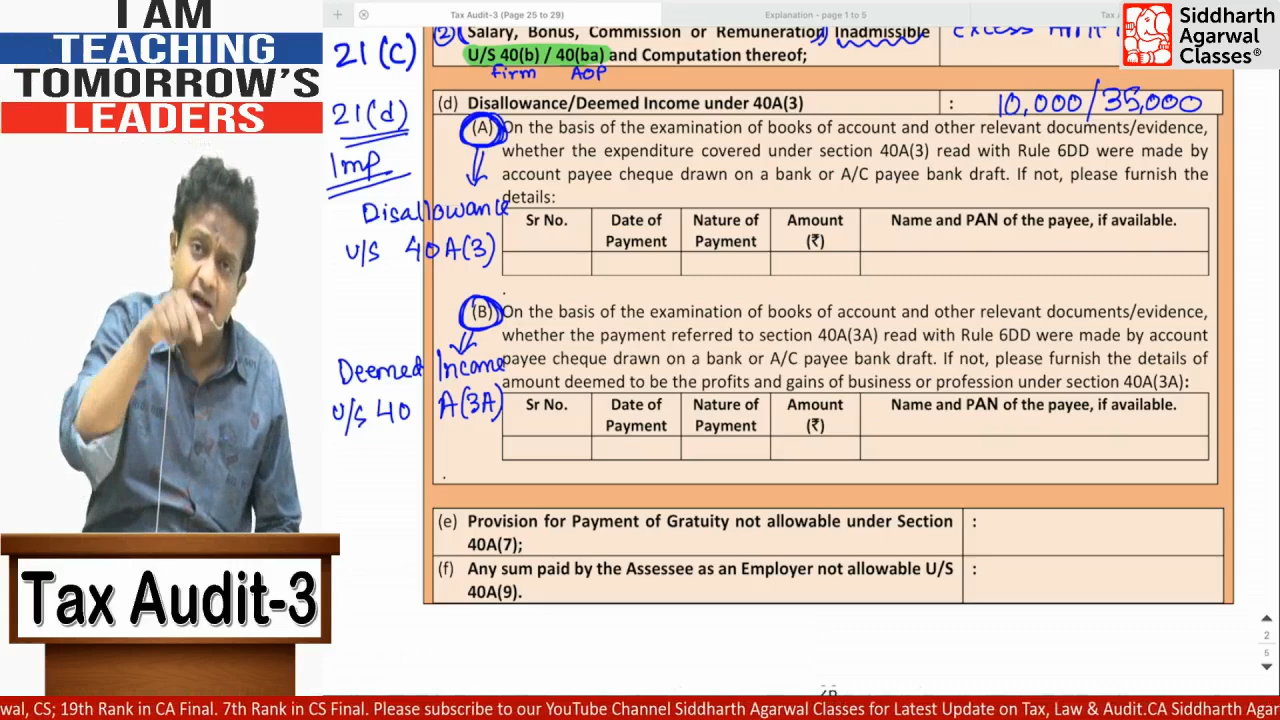 I AM
TEACHING
TOMORROW'S
LEADERS
Tax Audit-3 (Page 25 to 29)
Explanation - page 1 to 5
Siddharth
Agarwal
Classes®
21 (C)
(2) Salary, Bonus, Commission or Remuneration Inadmissible
U/S 40(b) / 40(ba) and Computation thereof;
Firm AOP
21(d)
Imp
(d) Disallowance/Deemed Income under 40A(3) : 10,000/35,000
(A) On the basis of the examination of books of account and other relevant documents/evidence,
whether the expenditure covered under section 40A(3) read with Rule 6DD were made by
account payee cheque drawn on a bank or A/C payee bank draft. If not, please furnish the
details:
Disallowance
U/S 40A(3)
Sr No. Date of Payment Nature of Payment Amount (₹) Name and PAN of the payee, if available.
.
(B) On the basis of the examination of books of account and other relevant documents/evidence,
whether the payment referred to section 40A(3A) read with Rule 6DD were made by account
payee cheque drawn on a bank or A/C payee bank draft. If not, please furnish the details of
amount deemed to be the profits and gains of business or profession under section 40A(3A):
Deemed Income
U/S 40 A(3A)
Sr No. Date of Payment Nature of Payment Amount (₹) Name and PAN of the payee, if available.
.
(e) Provision for Payment of Gratuity not allowable under Section :
40A(7);
(f) Any sum paid by the Assessee as an Employer not allowable U/S :
40A(9).
2
5
Tax Audit-3
wal, CS; 19th Rank in CA Final. 7th Rank in CS Final. Please subscribe to our YouTube Channel Siddharth Agarwal Classes for Latest Update on Tax, Law & Audit.CA Siddharth Agar